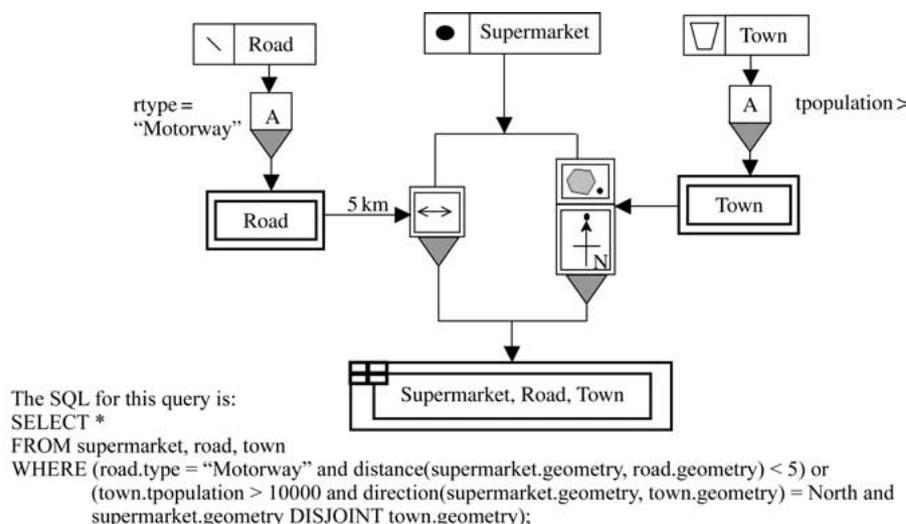 Road
Supermarket
Town
rtype =
"Motorway"
A
A
tpopulation >
Road
5 km
Town
N
Supermarket, Road, Town
The SQL for this query is:
SELECT *
FROM supermarket, road, town
WHERE (road.type = "Motorway" and distance(supermarket.geometry, road.geometry) < 5) or
(town.tpopulation > 10000 and direction(supermarket.geometry, town.geometry) = North and
supermarket.geometry DISJOINT town.geometry);